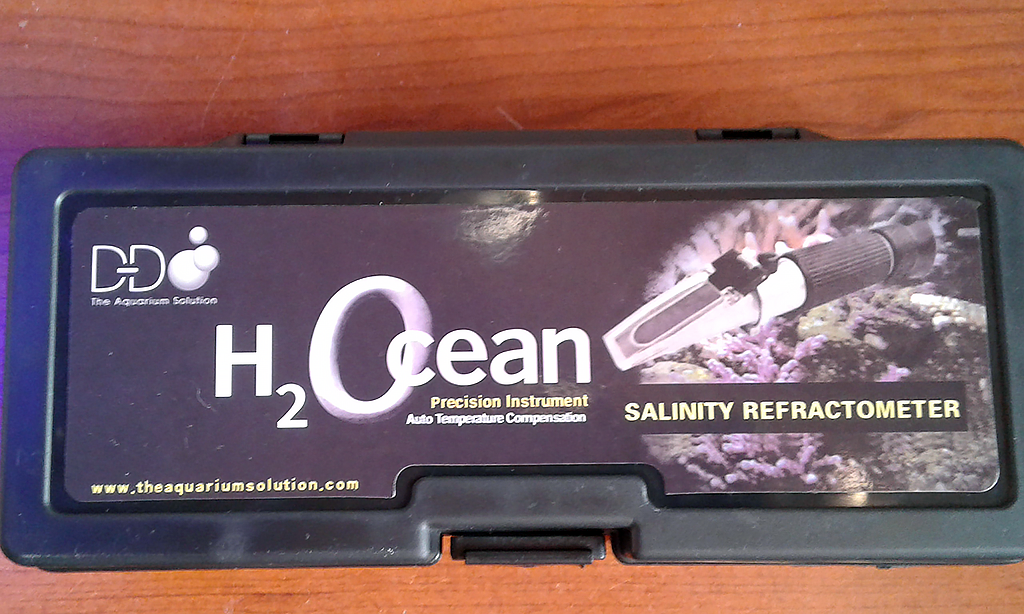 D-D
The Aquarium Solution
H2Ocean
Precision Instrument
Auto Temperature Compensation
SALINITY REFRACTOMETER
www.theaquariumsolution.com